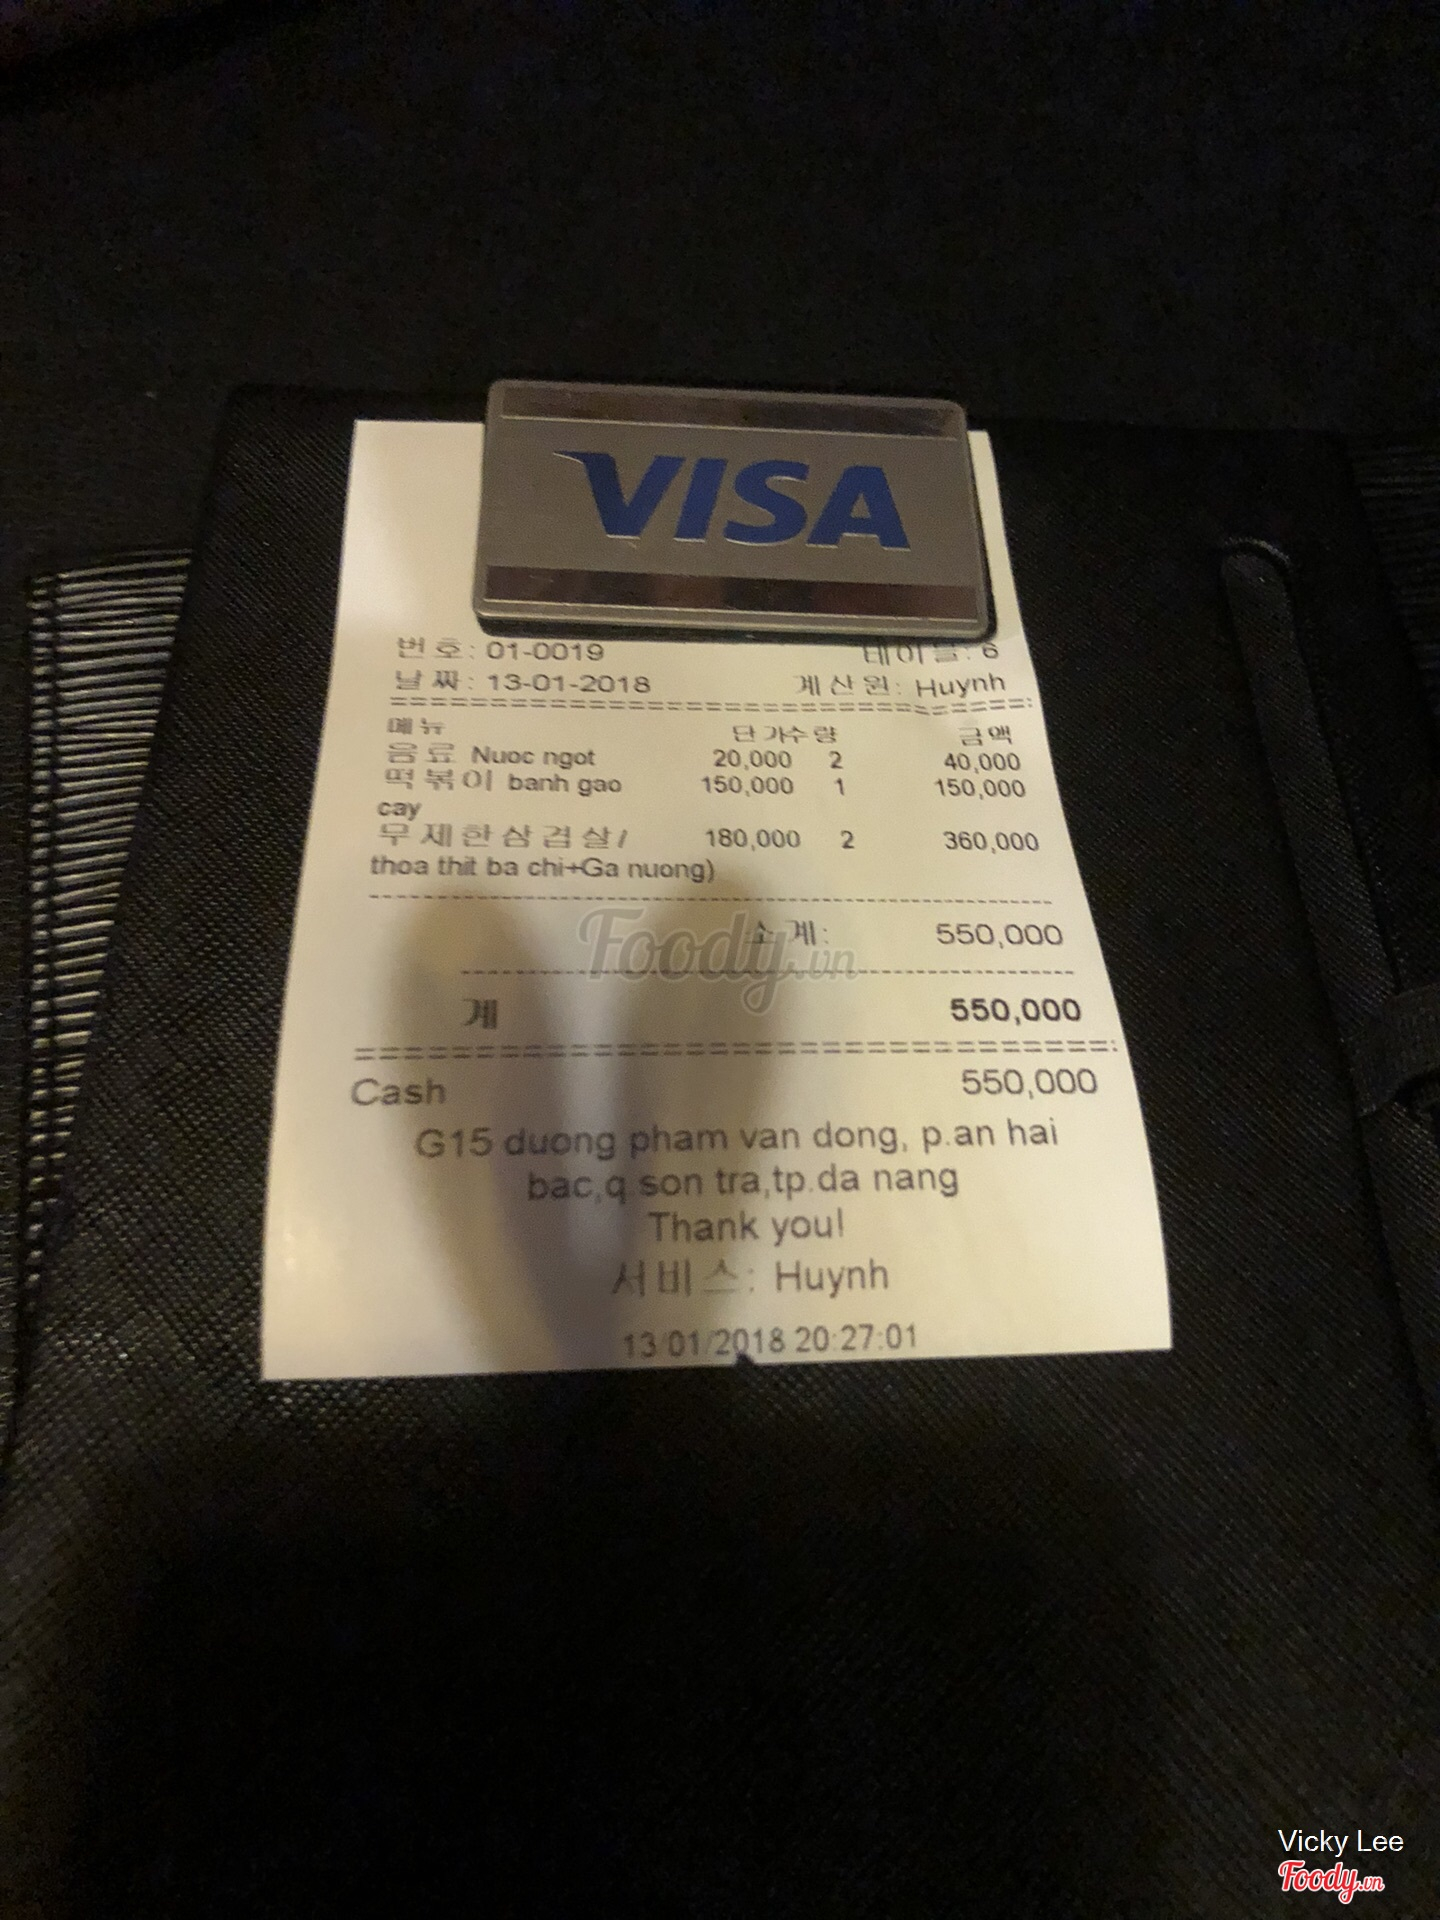 VISA
번호: 01-0019 테이블: 6
날짜: 13-01-2018 계산원: Huynh
메뉴 단가수량 금액
음료 Nuoc ngot 20,000 2 40,000
떡볶이 banh gao 150,000 1 150,000
cay
무제한삼겹살/ 180,000 2 360,000
thoa thit ba chi+Ga nuong)
소계: 550,000
계 550,000
Cash 550,000
G15 duong pham van dong, p.an hai
bac,q.son tra,tp.da nang
Thank you!
서비스: Huynh
13/01/2018 20:27:01
Foody.vn
Vicky Lee
Foody.vn